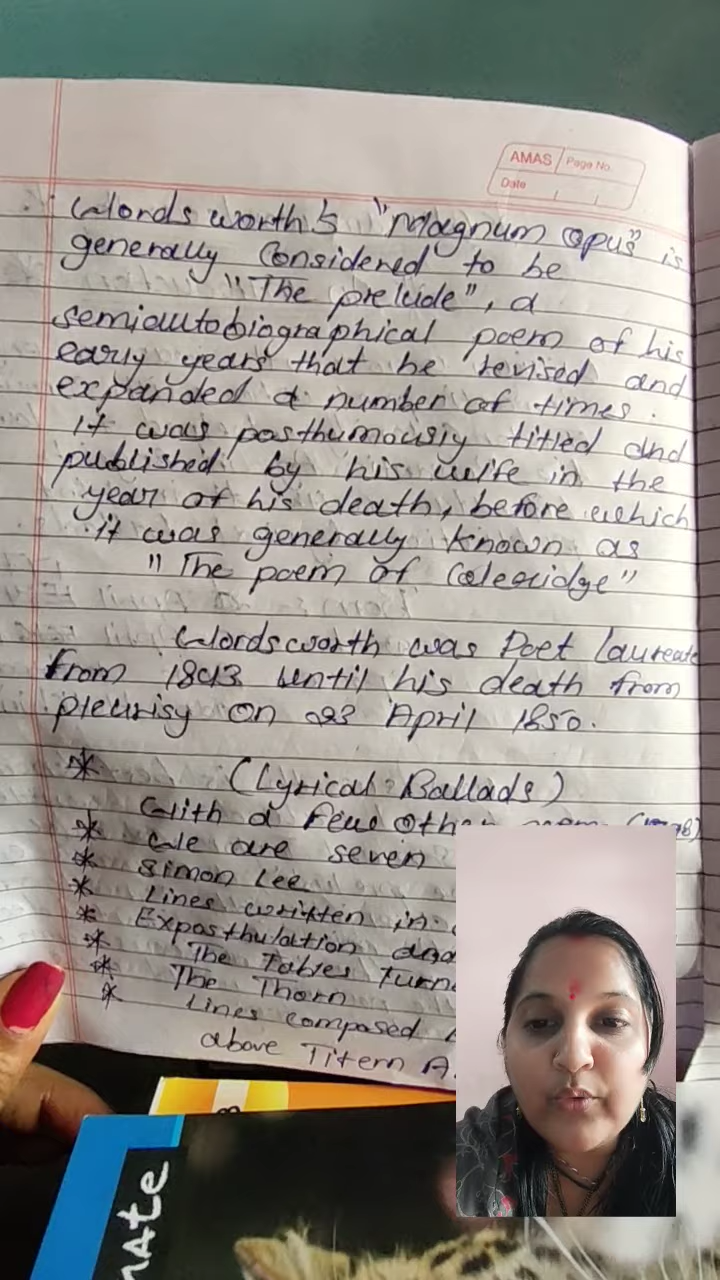 AMAS Page No.
Date
Wordsworth's "Magnum opus" is
generally Considered to be
"The prelude", a
semiautobiographical poem of his
early years that he revised and
expanded a number of times.
it was posthumously titled and
published by his wife in the
year of his death, before which
it was generally known as
"The poem of Coleridge"
Wordsworth was Poet Laureate
from 1843 until his death from
pleurisy on 23 April 1850.
* (Lyrical Ballads)
With a few other
* We are seven
* Simon Lee
* Lines written in
* Exposthulation and
* The Tables turn
* The Thorn
* Lines composed
above Titern A
MATE